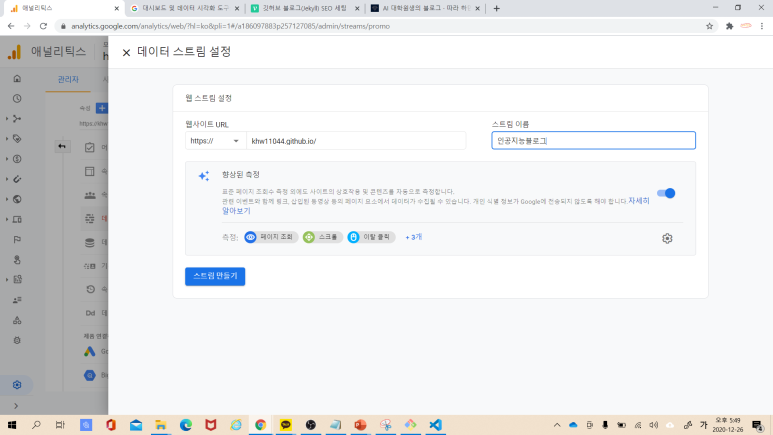 애널리틱스
대시보드 및 데이터 시각화 도구
깃허브 블로그(Jekyll) SEO 세팅
AI 대학원생의 블로그 - 따라 하
analytics.google.com/analytics/web/?hl=ko&pli=1#/a186097883p257127085/admin/streams/promo
애널리틱스
데이터 스트림 설정
관리자
속성
https://khw
웹 스트림 설정
웹사이트 URL
스트림 이름
https://
khw11044.github.io/
인공지능블로그
향상된 측정
표준 페이지 조회수 측정 외에도 사이트의 상호작용 및 콘텐츠를 자동으로 측정합니다.
관련 이벤트와 함께 링크, 삽입된 동영상 등의 페이지 요소에서 데이터가 수집될 수 있습니다. 개인 식별 정보가 Google에 전송되지 않도록 해야 합니다. 자세히
알아보기
측정:
페이지 조회
스크롤
이탈 클릭
+ 3개
스트림 만들기
Dd
Go
가
오후 5:49
2020-12-26